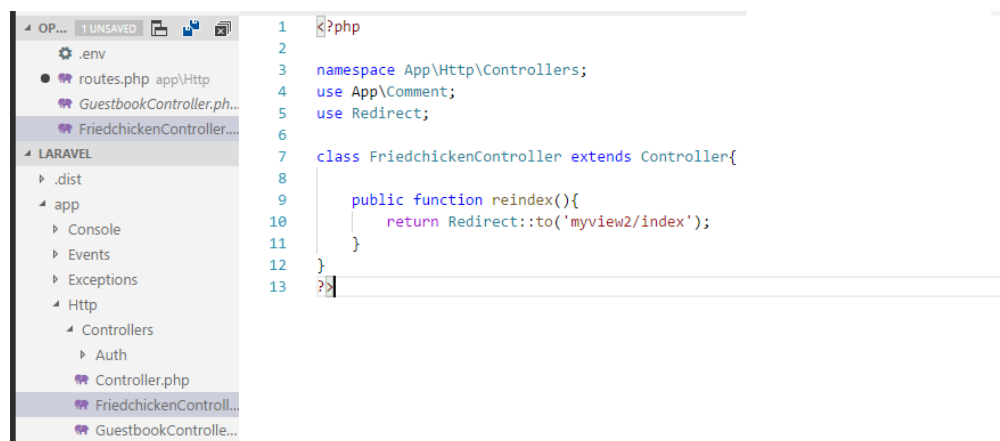 OP... 1 UNSAVED
.env
routes.php app\Http
GuestbookController.ph...
FriedchickenController....
LARAVEL
.dist
app
Console
Events
Exceptions
Http
Controllers
Auth
Controller.php
FriedchickenControll...
GuestbookControlle...
1 <?php
2
3 namespace App\Http\Controllers;
4 use App\Comment;
5 use Redirect;
6
7 class FriedchickenController extends Controller{
8
9 public function reindex(){
10 return Redirect::to('myview2/index');
11 }
12 }
13 ?>